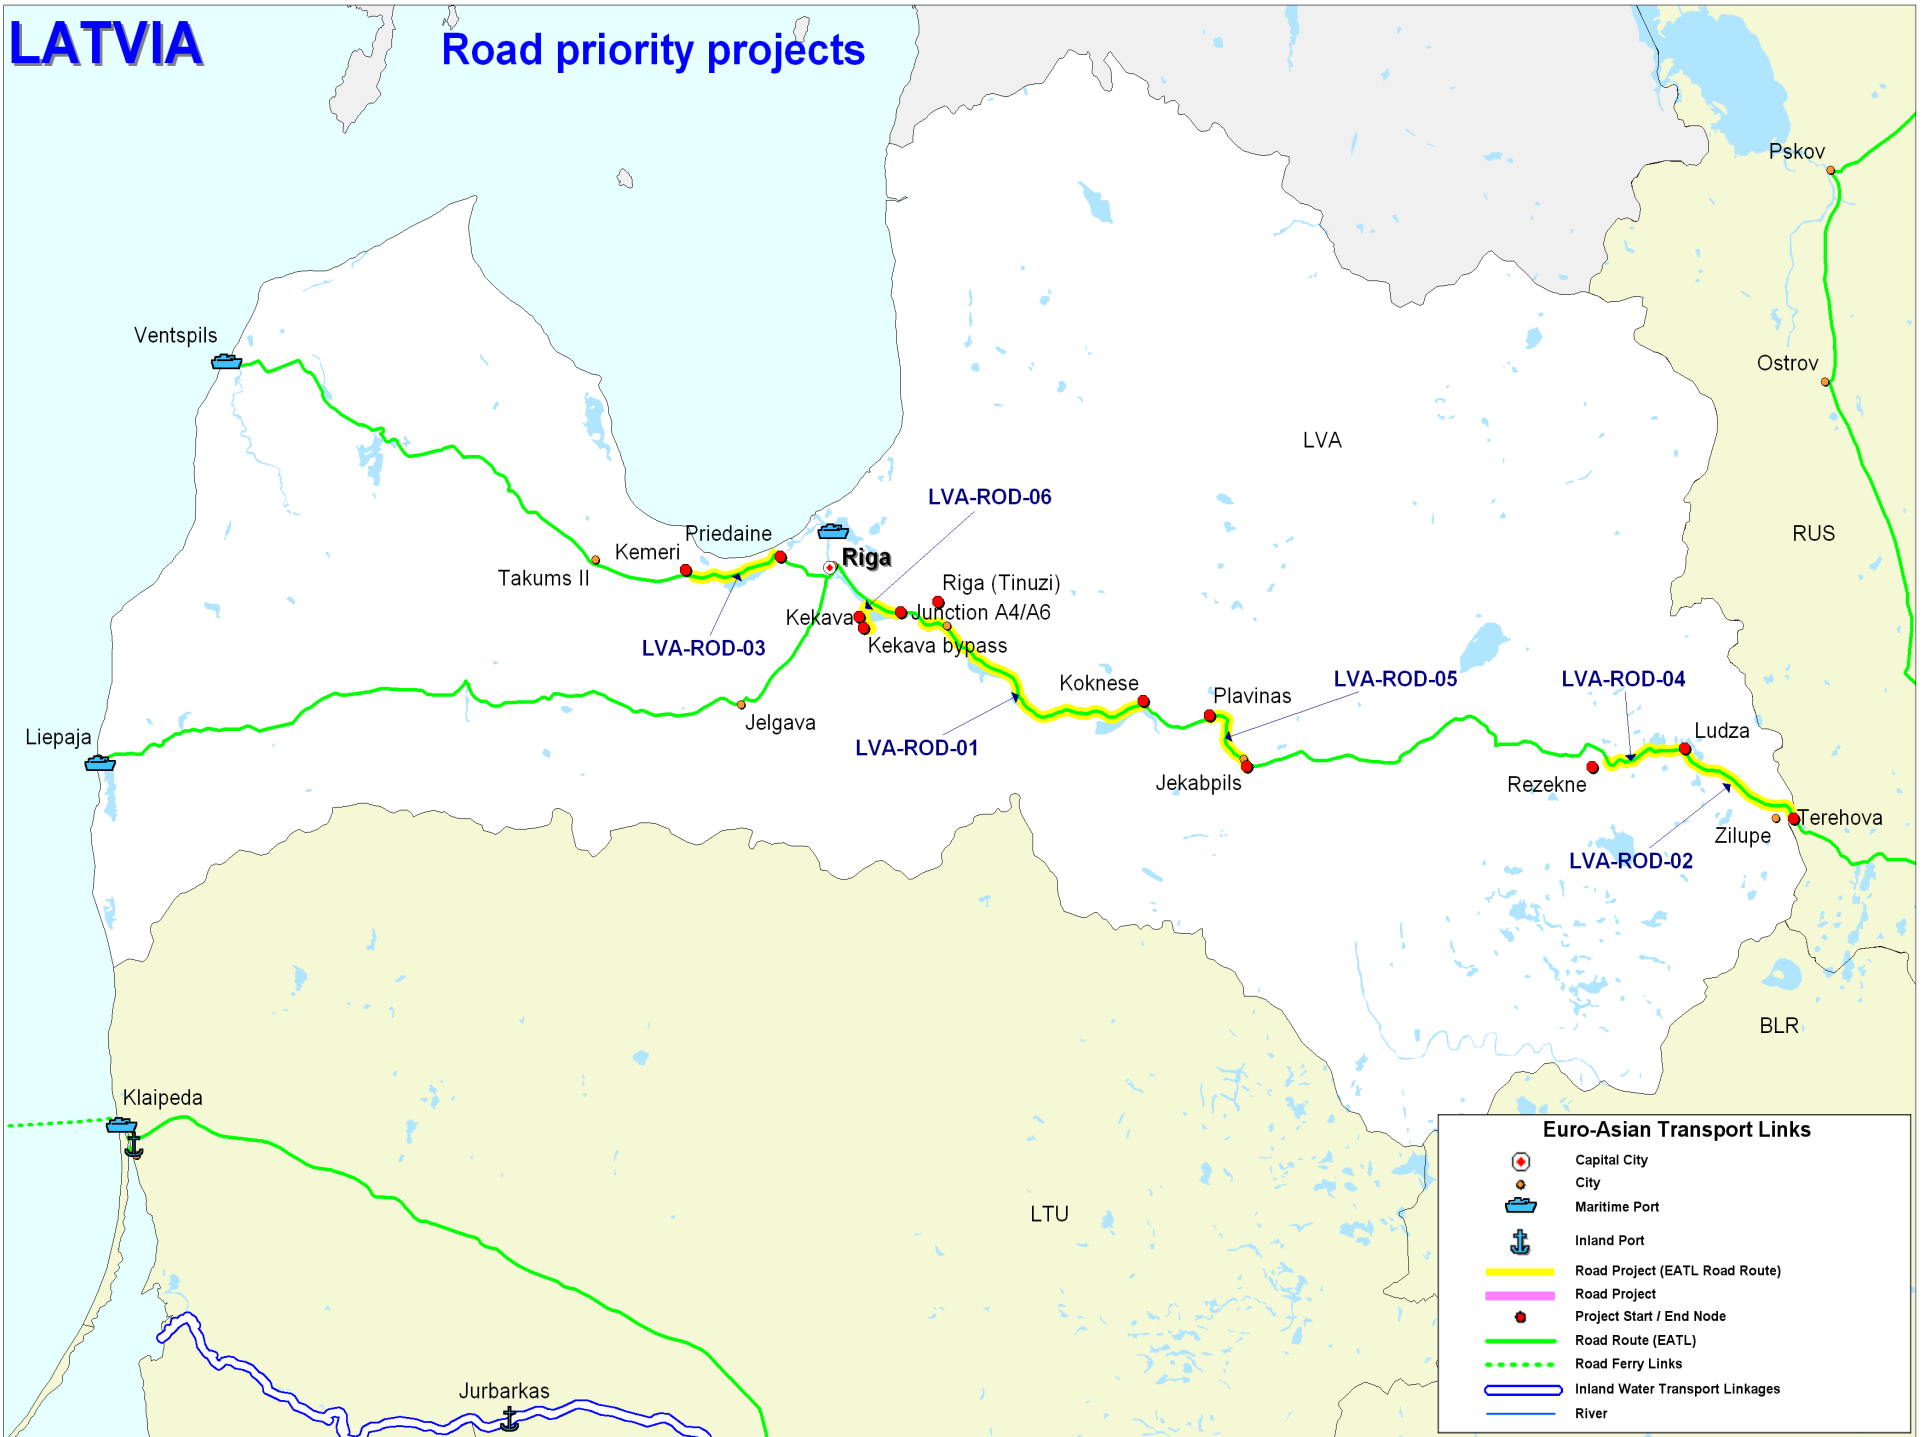 LATVIA
Road priority projects
Pskov
Ventspils
Ostrov
LVA
LVA-ROD-06
RUS
Priedaine
Kemeri
Riga
Takums II
Riga (Tinuzi)
Kekava
Junction A4/A6
Kekava bypass
LVA-ROD-03
Koknese
Plavinas
LVA-ROD-05
LVA-ROD-04
Jelgava
Liepaja
LVA-ROD-01
Ludza
Jekabpils
Rezekne
Terehova
Zilupe
LVA-ROD-02
BLR
Klaipeda
LTU
Jurbarkas
Euro-Asian Transport Links
Capital City
City
Maritime Port
Inland Port
Road Project (EATL Road Route)
Road Project
Project Start / End Node
Road Route (EATL)
Road Ferry Links
Inland Water Transport Linkages
River